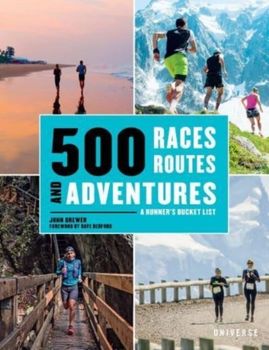 500 RACES
ROUTES
AND ADVENTURES
A RUNNER'S BUCKET LIST
JOHN BREWER
FOREWORD BY DAVE BEDFORD
UNIVERSE